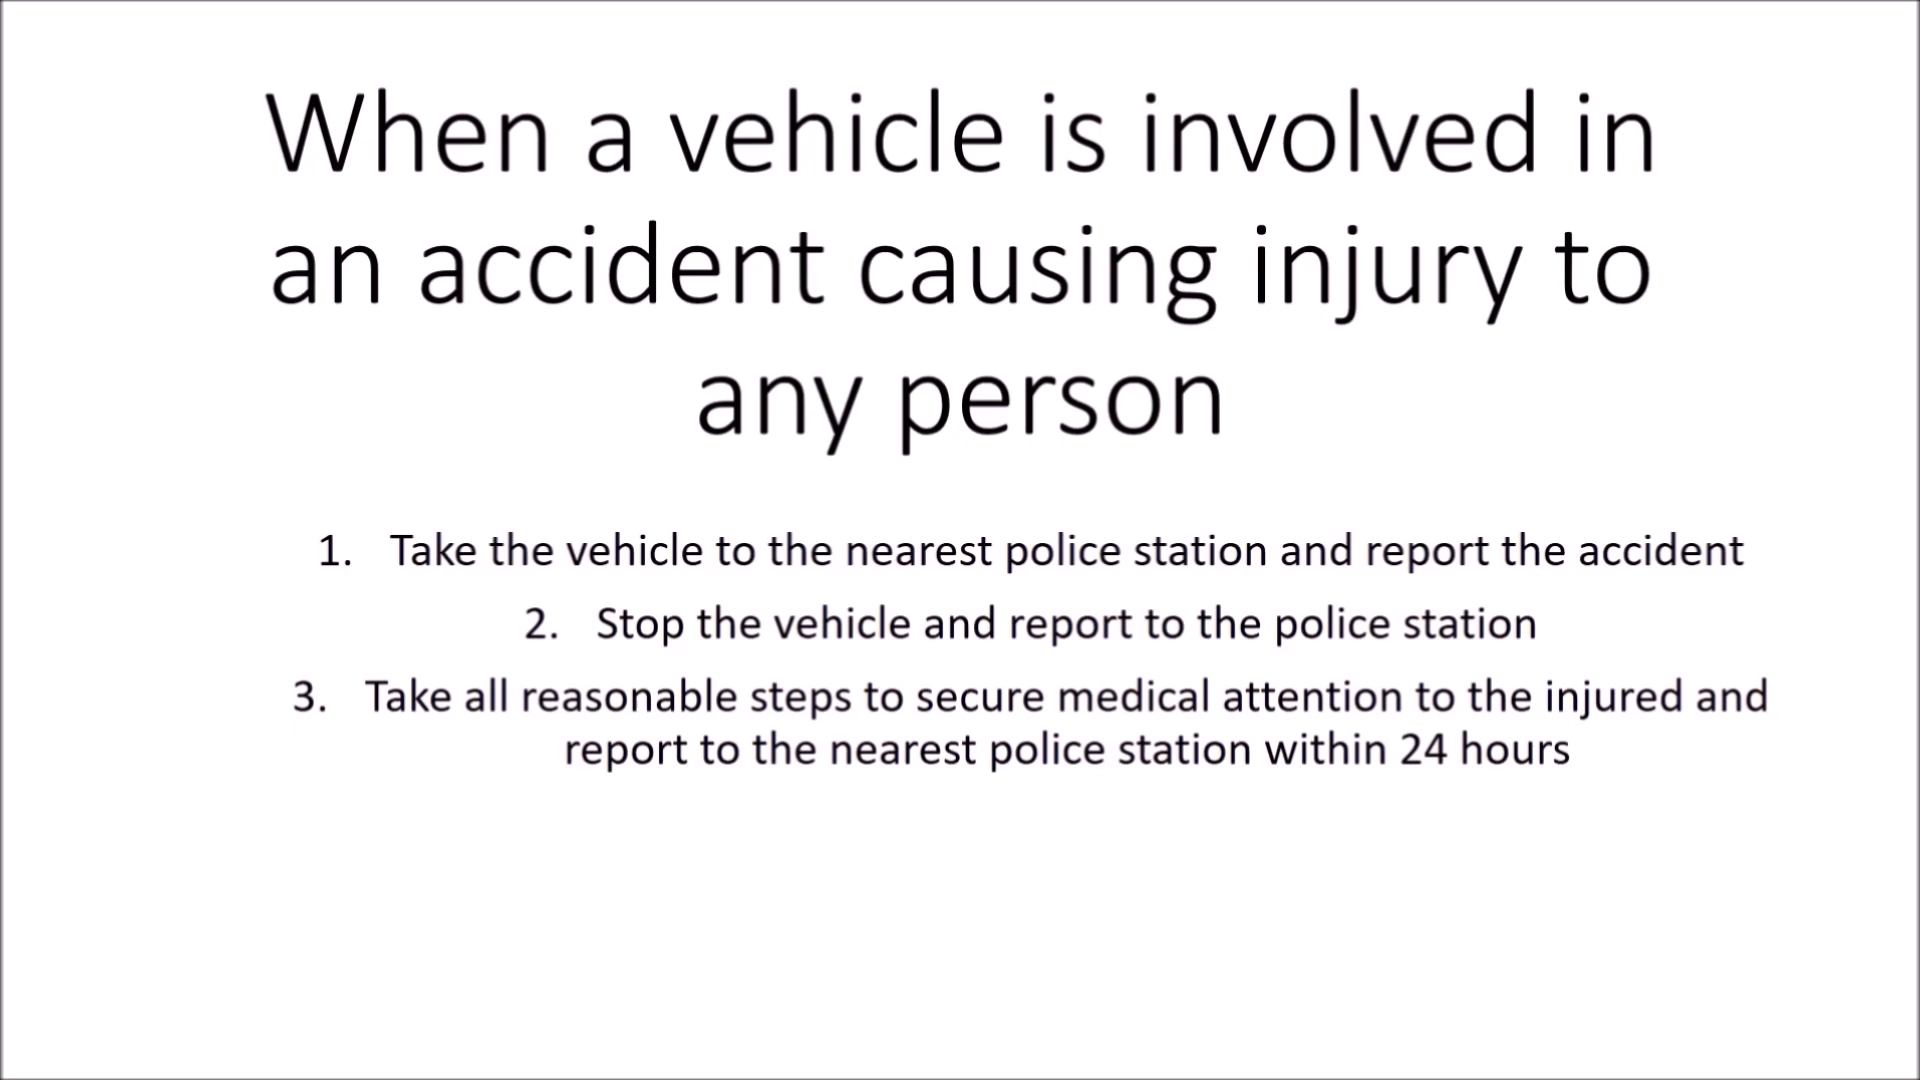 When a vehicle is involved in
an accident causing injury to
any person
1. Take the vehicle to the nearest police station and report the accident
2. Stop the vehicle and report to the police station
3. Take all reasonable steps to secure medical attention to the injured and
report to the nearest police station within 24 hours